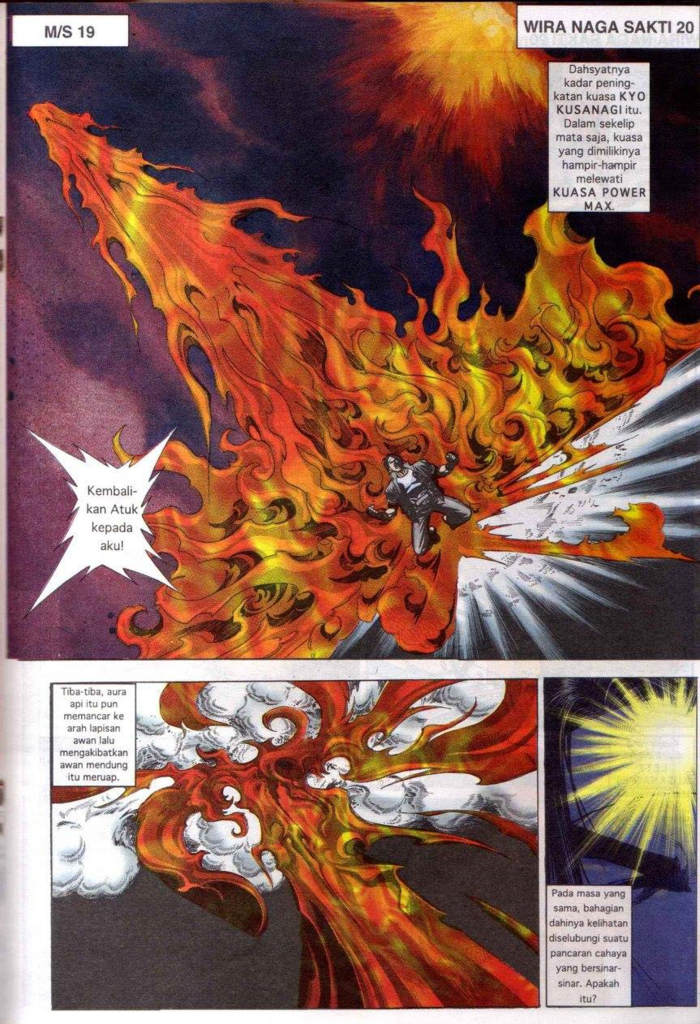 M/S 19
WIRA NAGA SAKTI 20
Dahsyatnya
kadar pening-
katan kuasa KYO
KUSANAGI itu.
Dalam sekelip
mata saja, kuasa
yang dimilikinya
hampir-hampir
melewati
KUASA POWER
MAX.
Kembali-
kan Atuk
kepada
aku!
Tiba-tiba, aura
api itu pun
memancar ke
arah lapisan
awan lalu
mengakibatkan
awan mendung
itu meruap.
Pada masa yang
sama, bahagian
dahinya kelihatan
diselubungi suatu
pancaran cahaya
yang bersinar-
sinar. Apakah
itu?